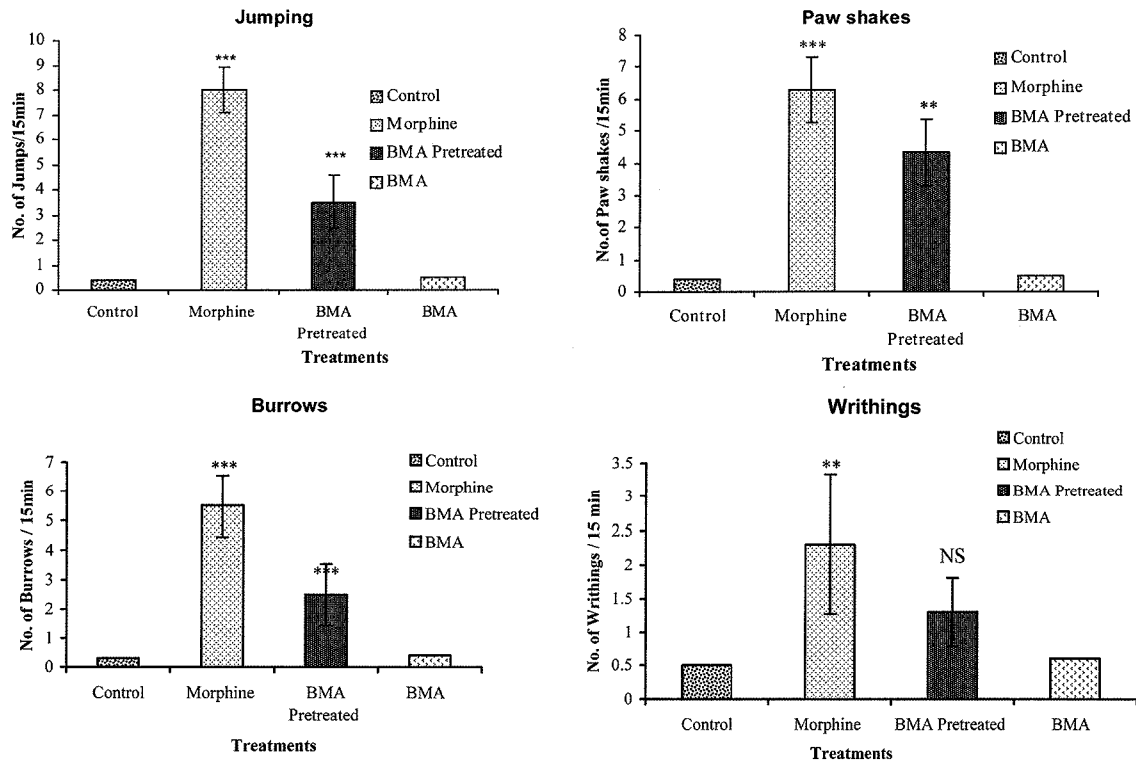 Jumping
No. of Jumps/15min
10
9
8
7
6
5
4
3
2
1
0
***
***
Control
Morphine
BMA Pretreated
BMA
Control
Morphine
BMA
Pretreated
BMA
Treatments
Paw shakes
No.of Paw shakes /15min
8
7
6
5
4
3
2
1
0
***
**
Control
Morphine
BMA Pretreated
BMA
Control
Morphine
BMA
Pretreated
BMA
Treatments
Burrows
No. of Burrows / 15min
7
6
5
4
3
2
1
0
***
***
Control
Morphine
BMA Pretreated
BMA
Control
Morphine
BMA
Pretreated
BMA
Treatments
Writhings
No. of Writhings / 15 min
3.5
3
2.5
2
1.5
1
0.5
0
**
NS
Control
Morphine
BMA Pretreated
BMA
Control
Morphine
BMA Pretreated
BMA
Treatments